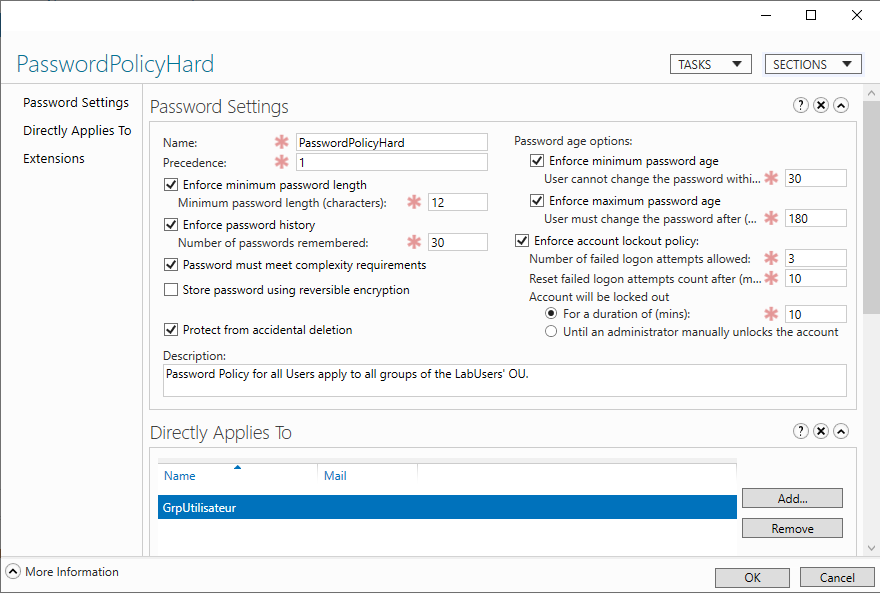 PasswordPolicyHard
TASKS
SECTIONS
Password Settings
Directly Applies To
Extensions
Password Settings
Name:
PasswordPolicyHard
Precedence:
1
Enforce minimum password length
Minimum password length (characters):
12
Enforce password history
Number of passwords remembered:
30
Password must meet complexity requirements
Store password using reversible encryption
Protect from accidental deletion
Password age options:
Enforce minimum password age
User cannot change the password withi...
30
Enforce maximum password age
User must change the password after (...
180
Enforce account lockout policy:
Number of failed logon attempts allowed:
3
Reset failed logon attempts count after (m...
10
Account will be locked out
For a duration of (mins):
10
Until an administrator manually unlocks the account
Description:
Password Policy for all Users apply to all groups of the LabUsers' OU.
Directly Applies To
Name
Mail
GrpUtilisateur
Add...
Remove
More Information
OK
Cancel